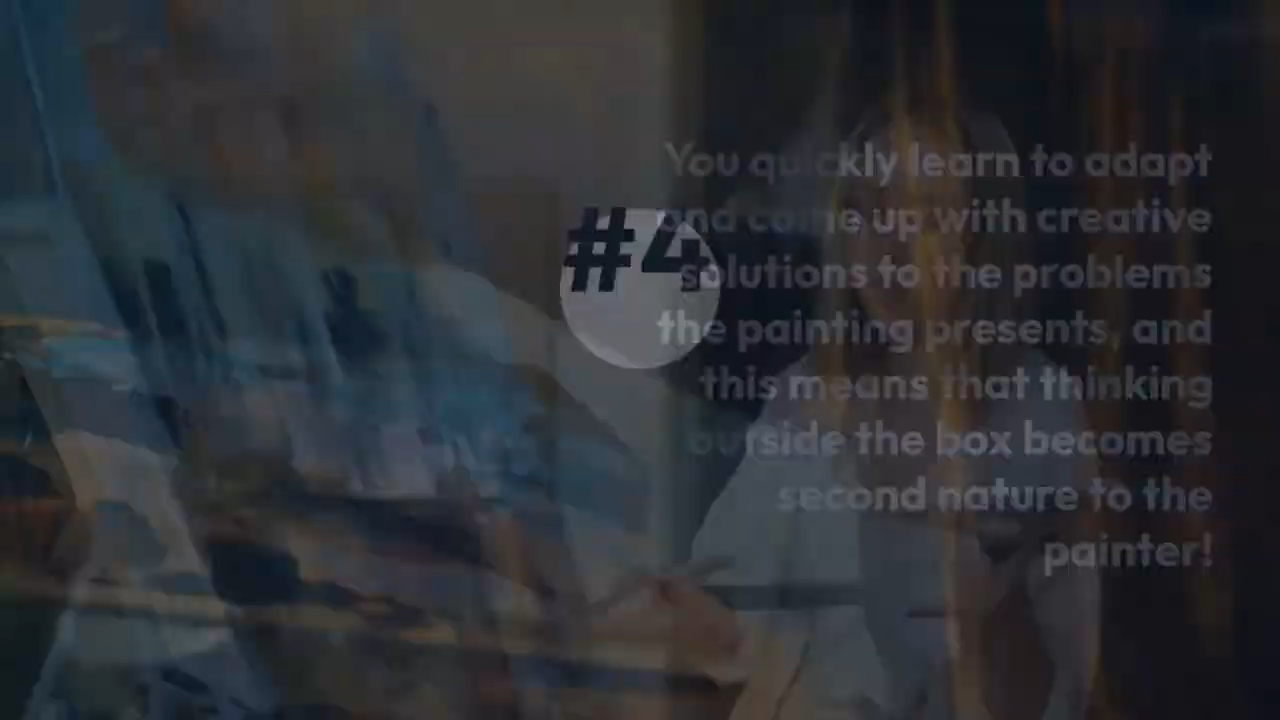 #4
You quickly learn to adapt
and come up with creative
solutions to the problems
the painting presents, and
this means that thinking
outside the box becomes
second nature to the
painter!